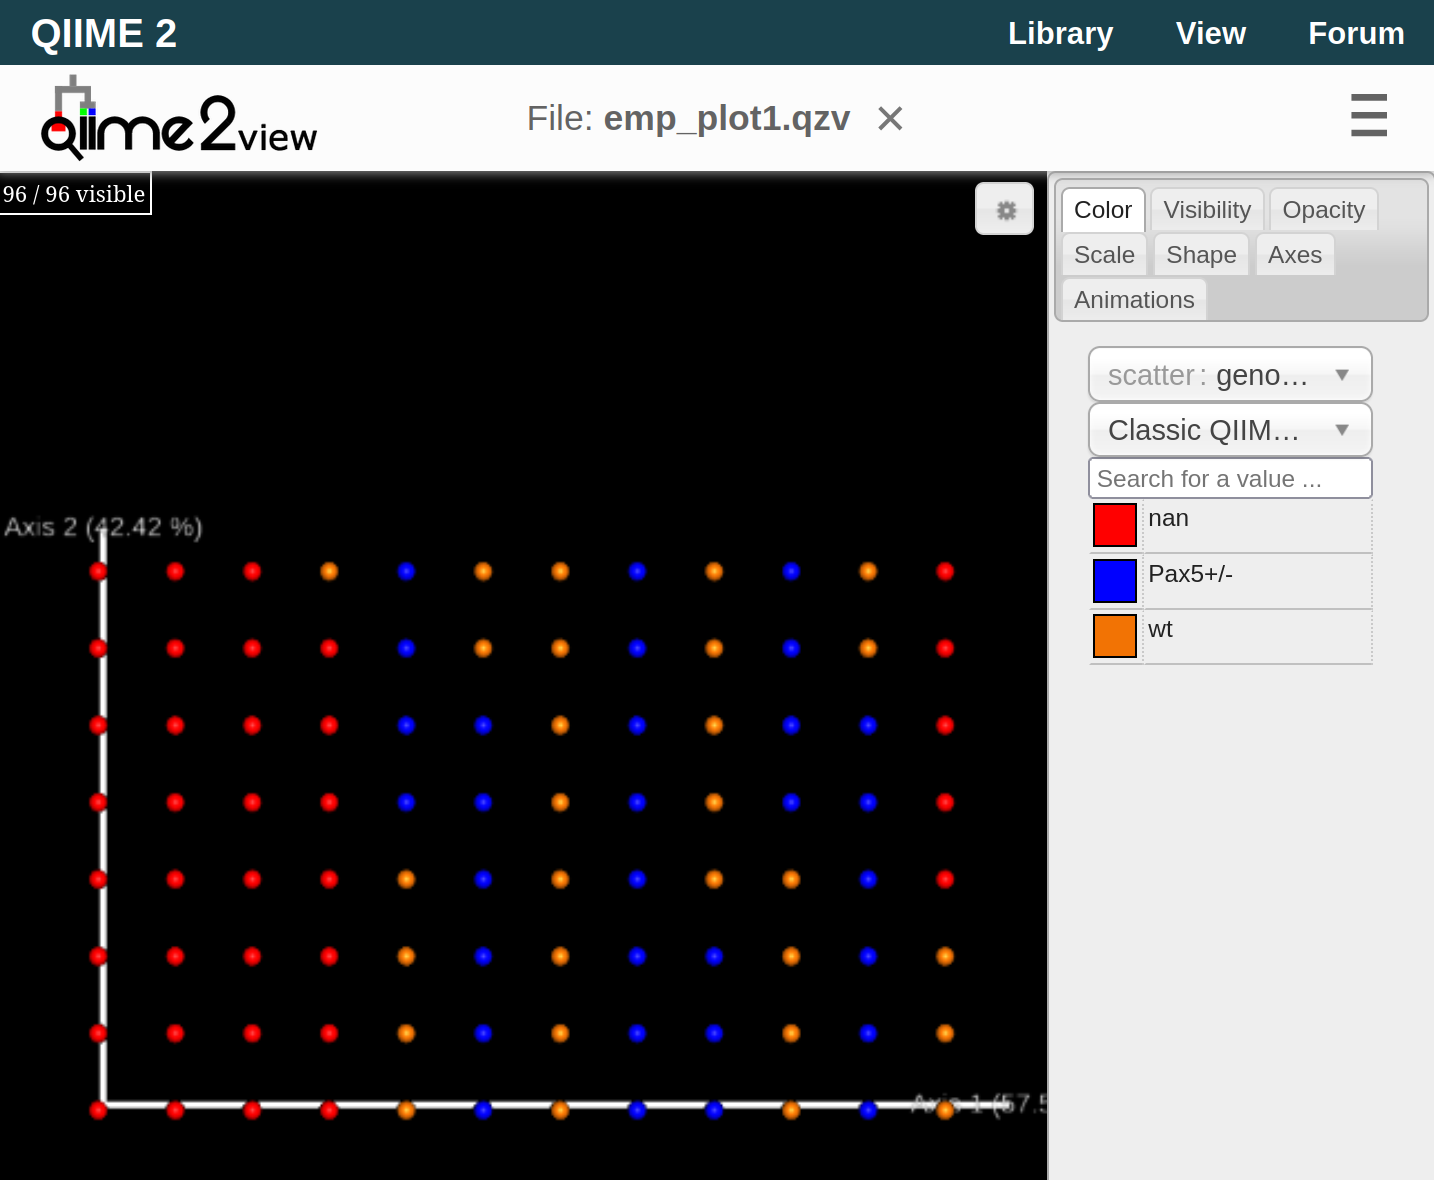 QIIME 2 Library View Forum
qiime2view File: emp_plot1.qzv ✕
96 / 96 visible
Color Visibility Opacity
Scale Shape Axes
Animations
scatter: geno…
Classic QIIM…
Search for a value ...
nan
Pax5+/-
wt
Axis 2 (42.42 %)
Axis 1 (57.5